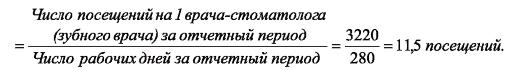 Число посещений на 1 врача-стоматолога
(зубного врача) за отчетный период
= ———— = 3220 / 280 = 11,5 посещений.
Число рабочих дней за отчетный период